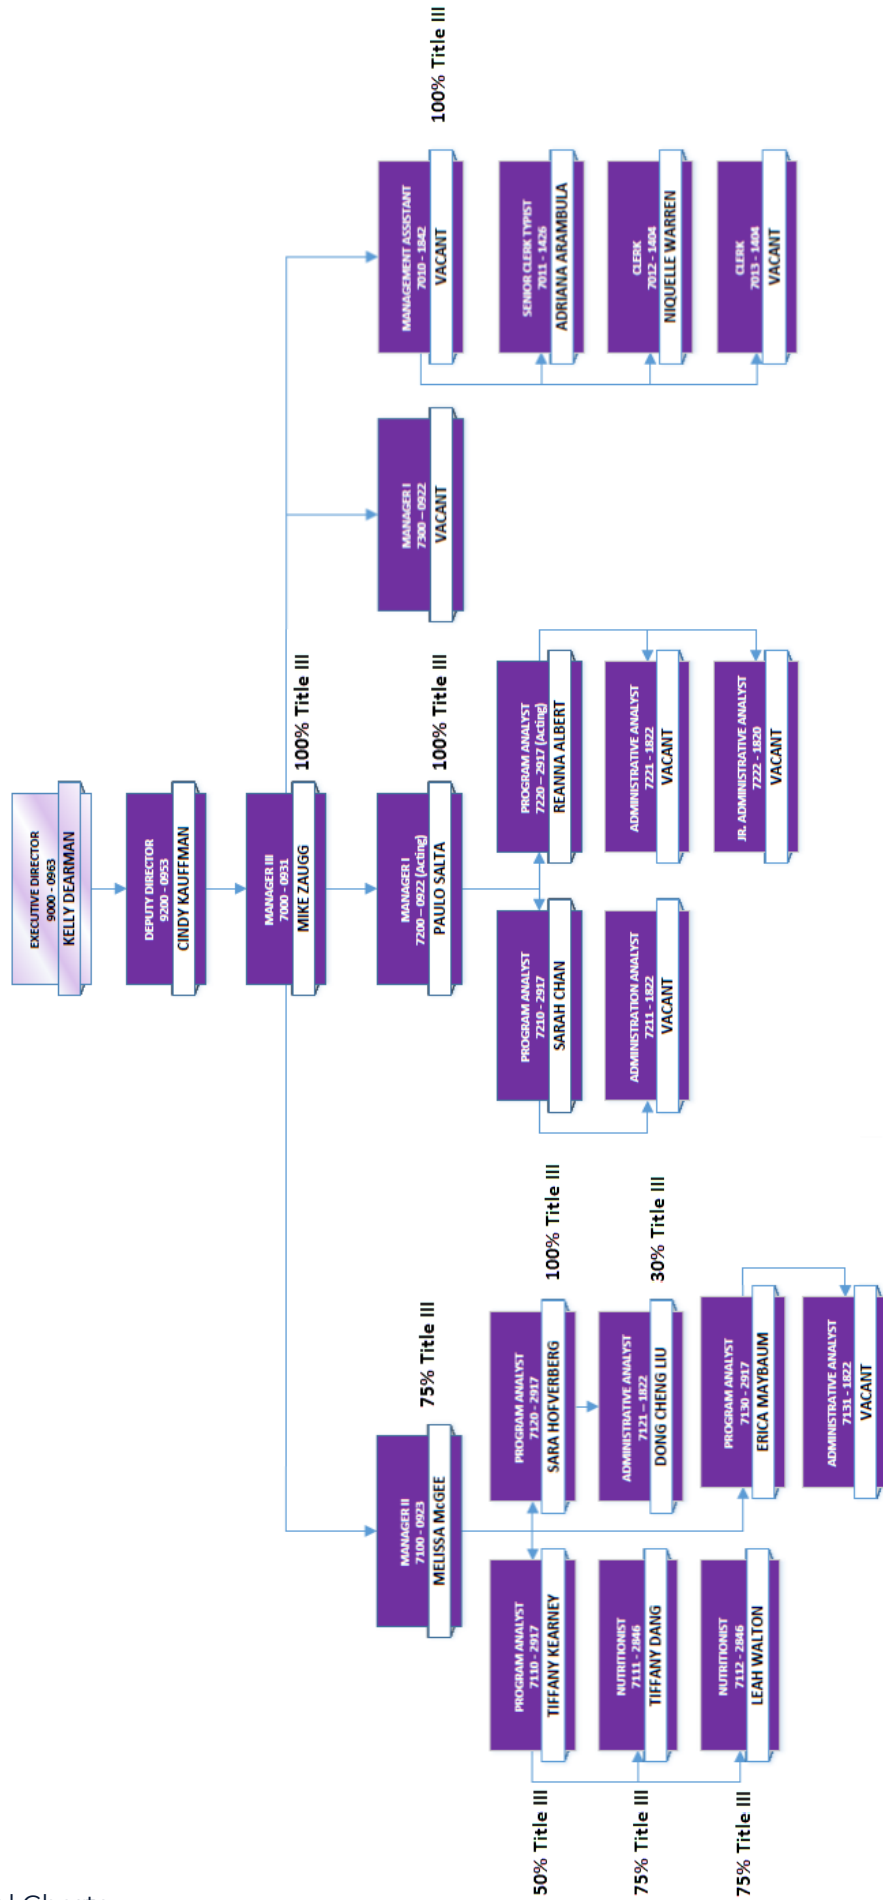 EXECUTIVE DIRECTOR
9000 - 0963
KELLY DEARMAN
DEPUTY DIRECTOR
9200 - 0953
CINDY KAUFFMAN
MANAGER III
7000 - 0931
MIKE ZAUGG
100% Title III
MANAGER II
7100 - 0923
MELISSA McGEE
75% Title III
MANAGER I
7200 – 0922 (Acting)
PAULO SALTA
100% Title III
MANAGER I
7300 – 0922
VACANT
MANAGEMENT ASSISTANT
7010 - 1842
VACANT
100% Title III
PROGRAM ANALYST
7110 - 2917
TIFFANY KEARNEY
50% Title III
NUTRITIONIST
7111 - 2846
TIFFANY DANG
75% Title III
NUTRITIONIST
7112 - 2846
LEAH WALTON
75% Title III
PROGRAM ANALYST
7120 - 2917
SARA HOFVERBERG
100% Title III
ADMINISTRATIVE ANALYST
7121 – 1822
DONG CHENG LIU
30% Title III
PROGRAM ANALYST
7130 - 2917
ERICA MAYBAUM
ADMINISTRATIVE ANALYST
7131 - 1822
VACANT
PROGRAM ANALYST
7210 - 2917
SARAH CHAN
ADMINISTRATION ANALYST
7211 - 1822
VACANT
PROGRAM ANALYST
7220 – 2917 (Acting)
REANNA ALBERT
ADMINISTRATIVE ANALYST
7221 - 1822
VACANT
JR. ADMINISTRATIVE ANALYST
7222 - 1820
VACANT
SENIOR CLERK TYPIST
7011 - 1426
ADRIANA ARAMBULA
CLERK
7012 - 1404
NIQUELLE WARREN
CLERK
7013 - 1404
VACANT